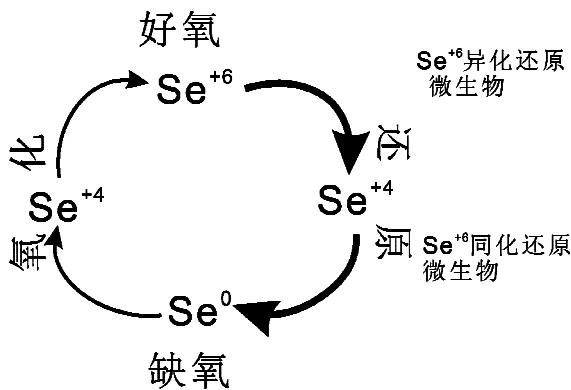 好氧
Se+6
Se+6异化还原
微生物
还
化
Se+4
Se+4
氧
原
Se+6同化还原
微生物
Se0
缺氧